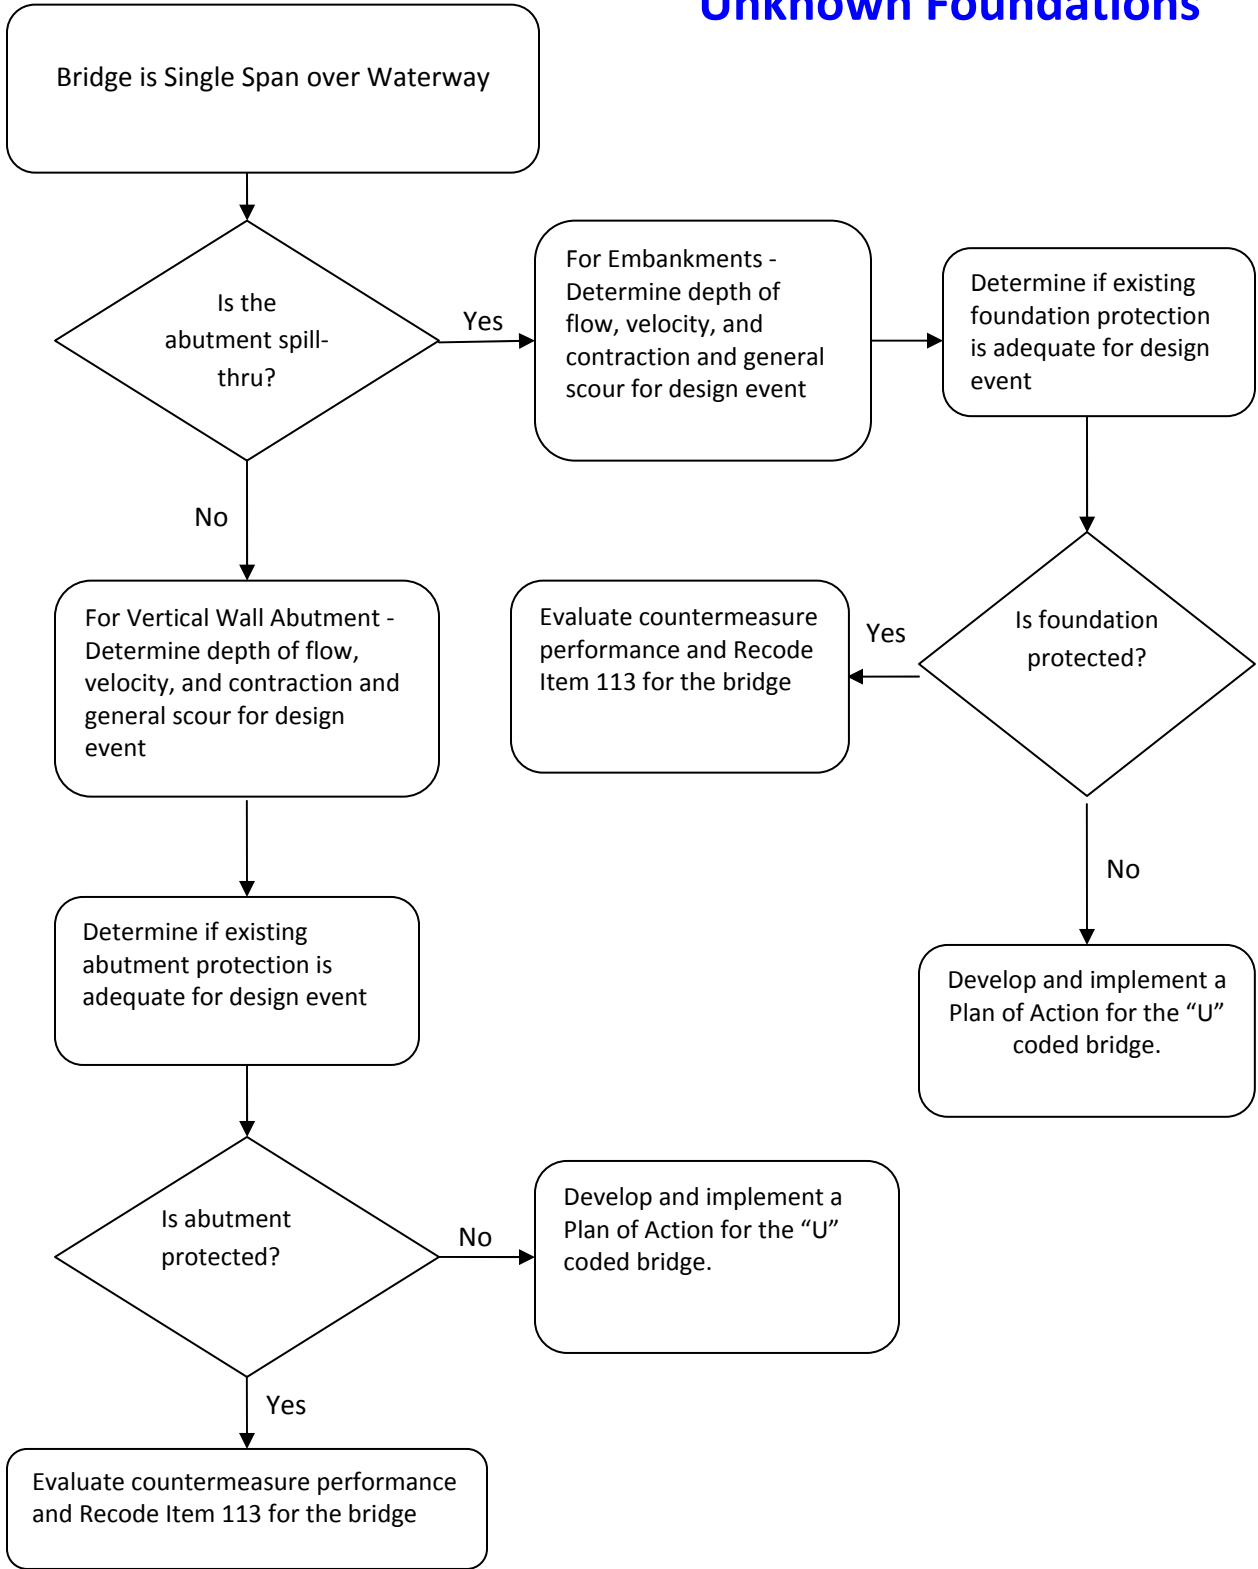 Unknown Foundations
Bridge is Single Span over Waterway
Is the
abutment spill-
thru?
Yes
For Embankments -
Determine depth of
flow, velocity, and
contraction and general
scour for design event
Determine if existing
foundation protection
is adequate for design
event
No
For Vertical Wall Abutment -
Determine depth of flow,
velocity, and contraction and
general scour for design
event
Evaluate countermeasure
performance and Recode
Item 113 for the bridge
Yes
Is foundation
protected?
No
Determine if existing
abutment protection is
adequate for design event
Develop and implement a
Plan of Action for the “U”
coded bridge.
Is abutment
protected?
No
Develop and implement a
Plan of Action for the “U”
coded bridge.
Yes
Evaluate countermeasure performance
and Recode Item 113 for the bridge